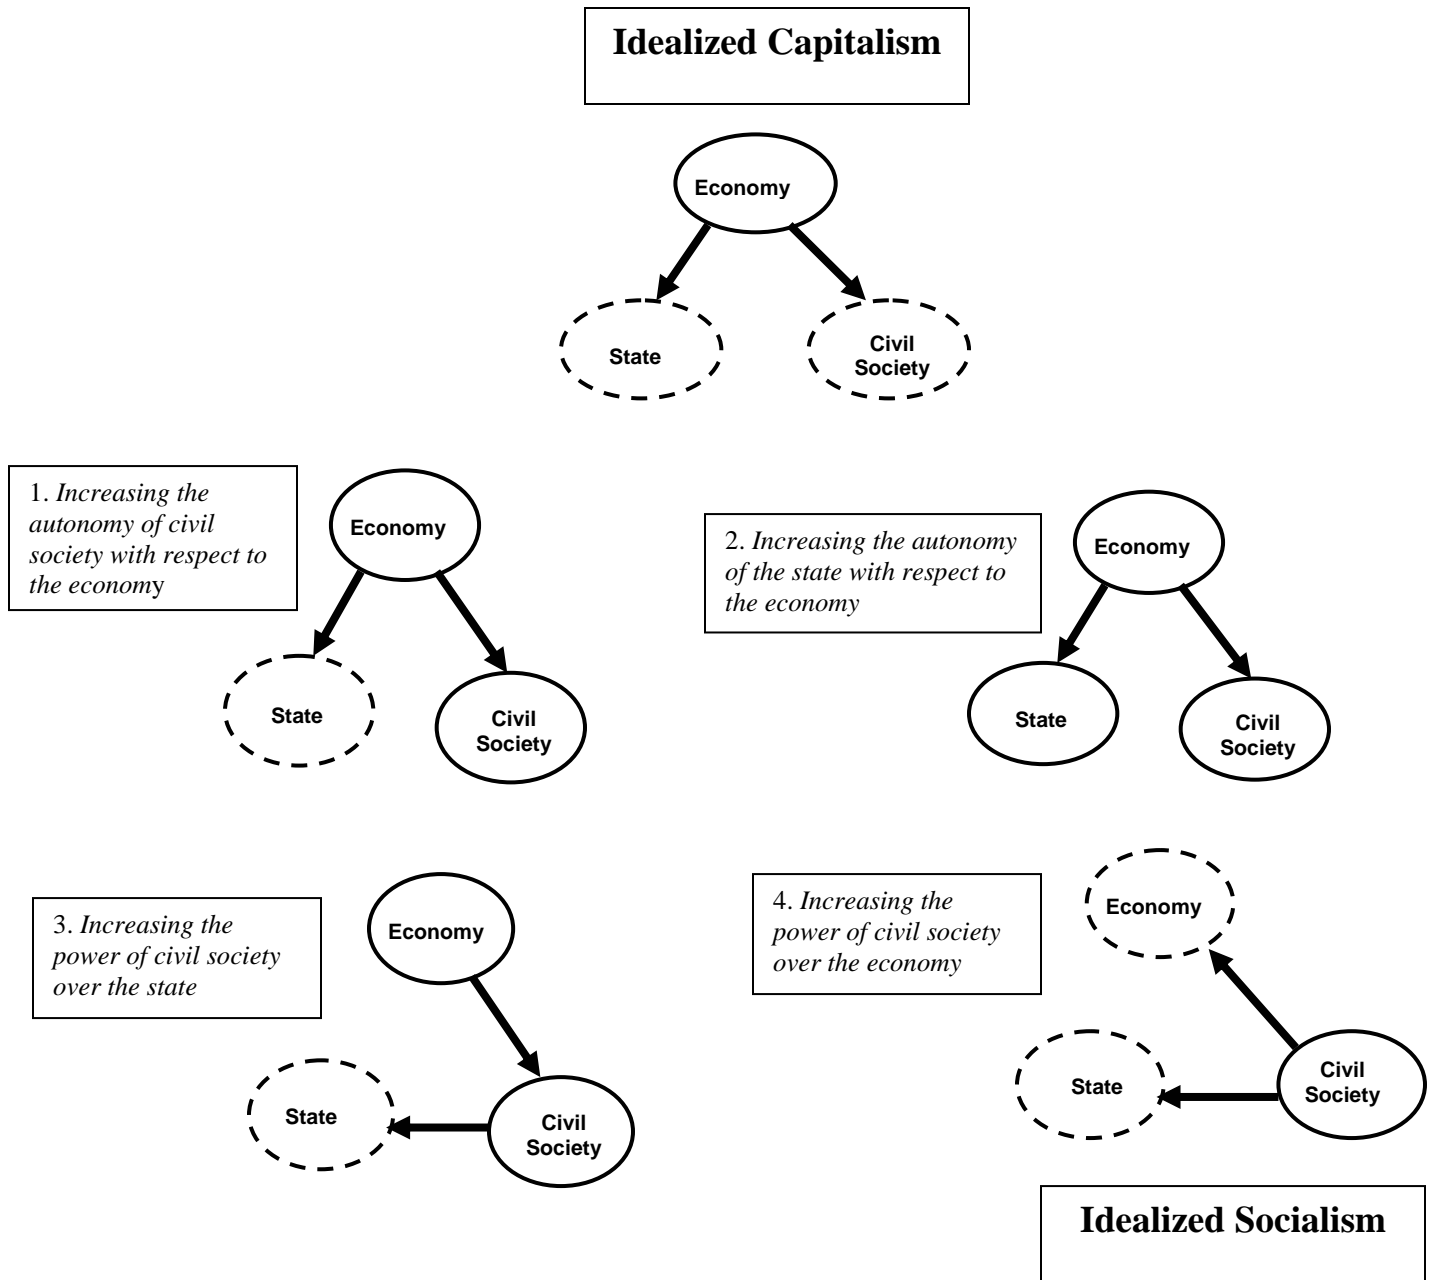 Idealized Capitalism
Economy
State
Civil
Society
1. Increasing the
autonomy of civil
society with respect to
the economy
Economy
State
Civil
Society
2. Increasing the autonomy
of the state with respect to
the economy
Economy
State
Civil
Society
3. Increasing the
power of civil society
over the state
Economy
State
Civil
Society
4. Increasing the
power of civil society
over the economy
Economy
State
Civil
Society
Idealized Socialism